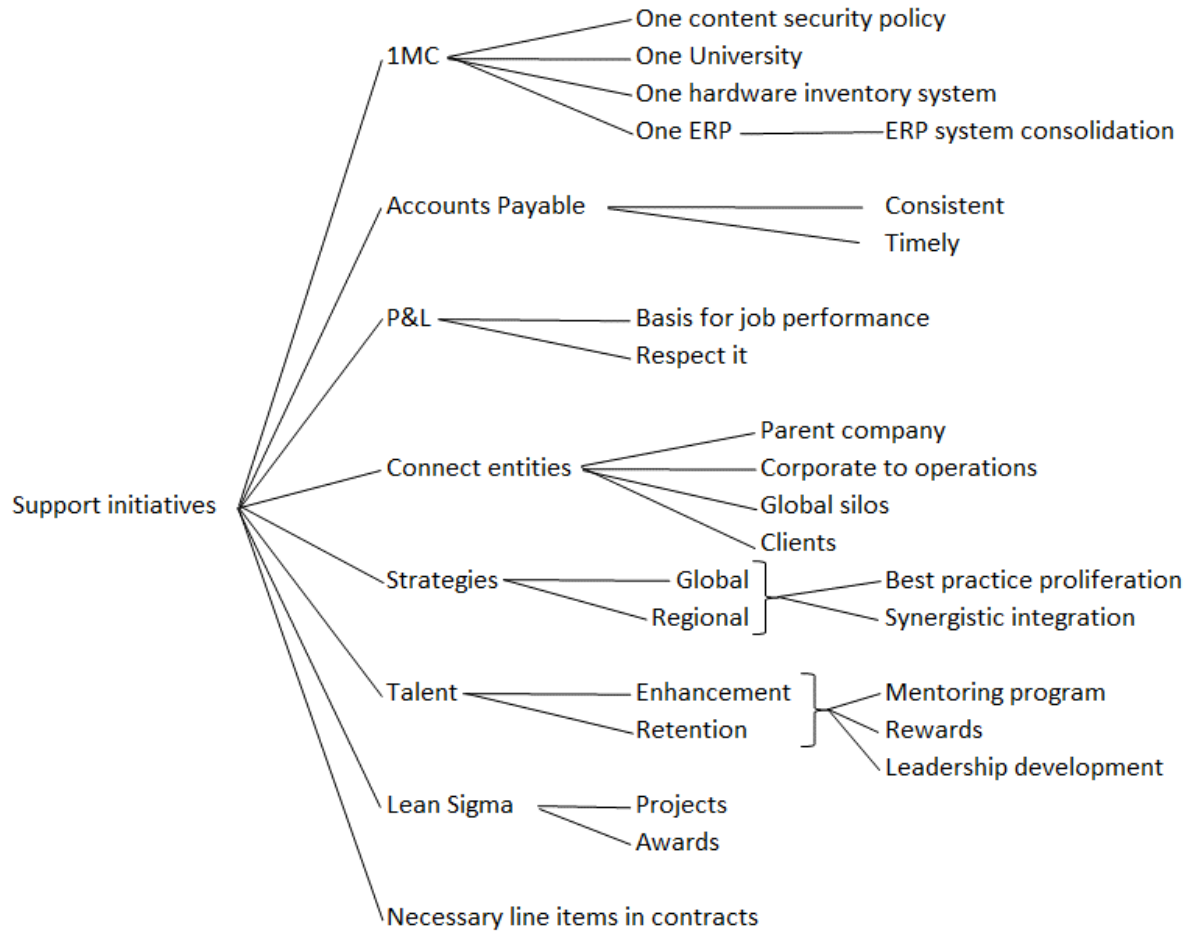 One content security policy
1MC
One University
One hardware inventory system
One ERP
ERP system consolidation
Accounts Payable
Consistent
Timely
P&L
Basis for job performance
Respect it
Parent company
Connect entities
Corporate to operations
Global silos
Support initiatives
Clients
Strategies
Global
Best practice proliferation
Regional
Synergistic integration
Talent
Enhancement
Mentoring program
Retention
Rewards
Leadership development
Lean Sigma
Projects
Awards
Necessary line items in contracts